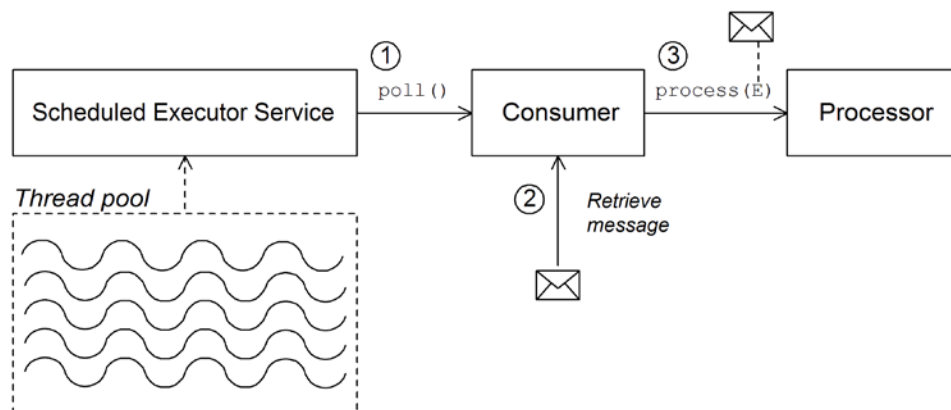 ①
③
poll()
process(E)
Scheduled Executor Service
Consumer
Processor
Thread pool
②
Retrieve
message